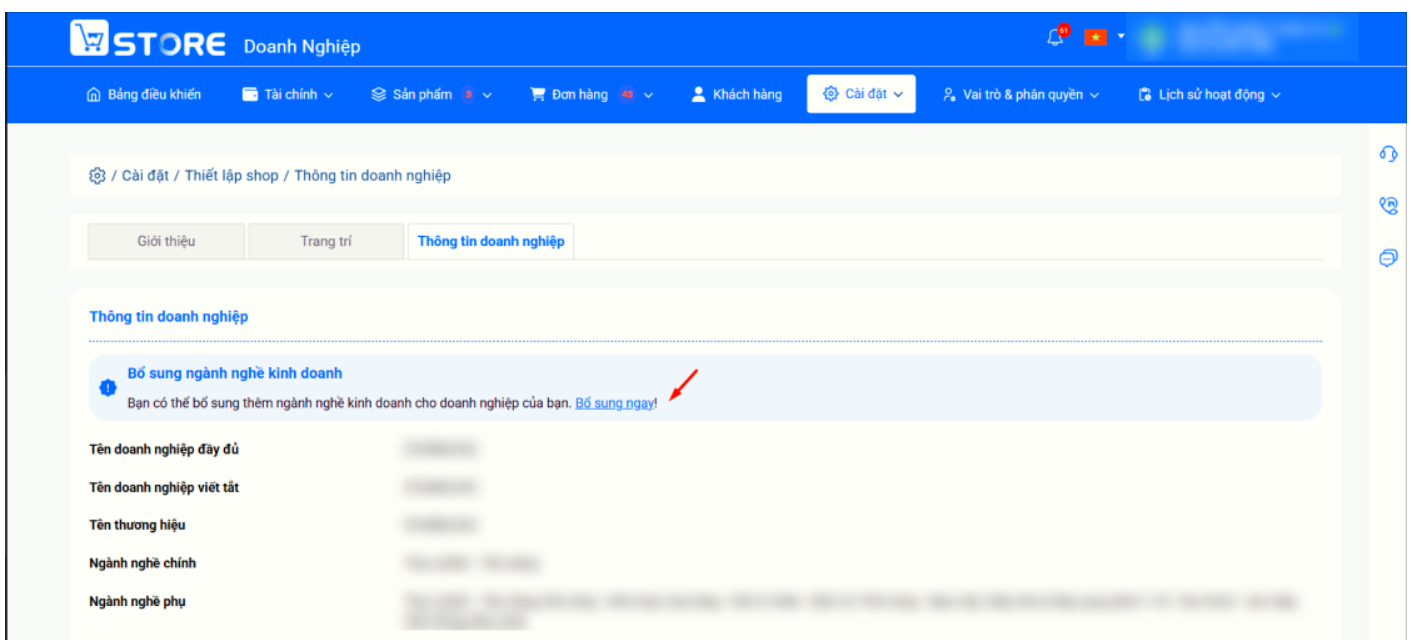 STORE Doanh Nghiệp
61
Bảng điều khiển Tài chính Sản phẩm 3 Đơn hàng Khách hàng Cài đặt Vai trò & phân quyền Lịch sử hoạt động
/ Cài đặt / Thiết lập shop / Thông tin doanh nghiệp
Giới thiệu Trang trí Thông tin doanh nghiệp
Thông tin doanh nghiệp
Bổ sung ngành nghề kinh doanh
Bạn có thể bổ sung thêm ngành nghề kinh doanh cho doanh nghiệp của bạn. Bổ sung ngay!
Tên doanh nghiệp đầy đủ
Tên doanh nghiệp viết tắt
Tên thương hiệu
Ngành nghề chính
Ngành nghề phụ